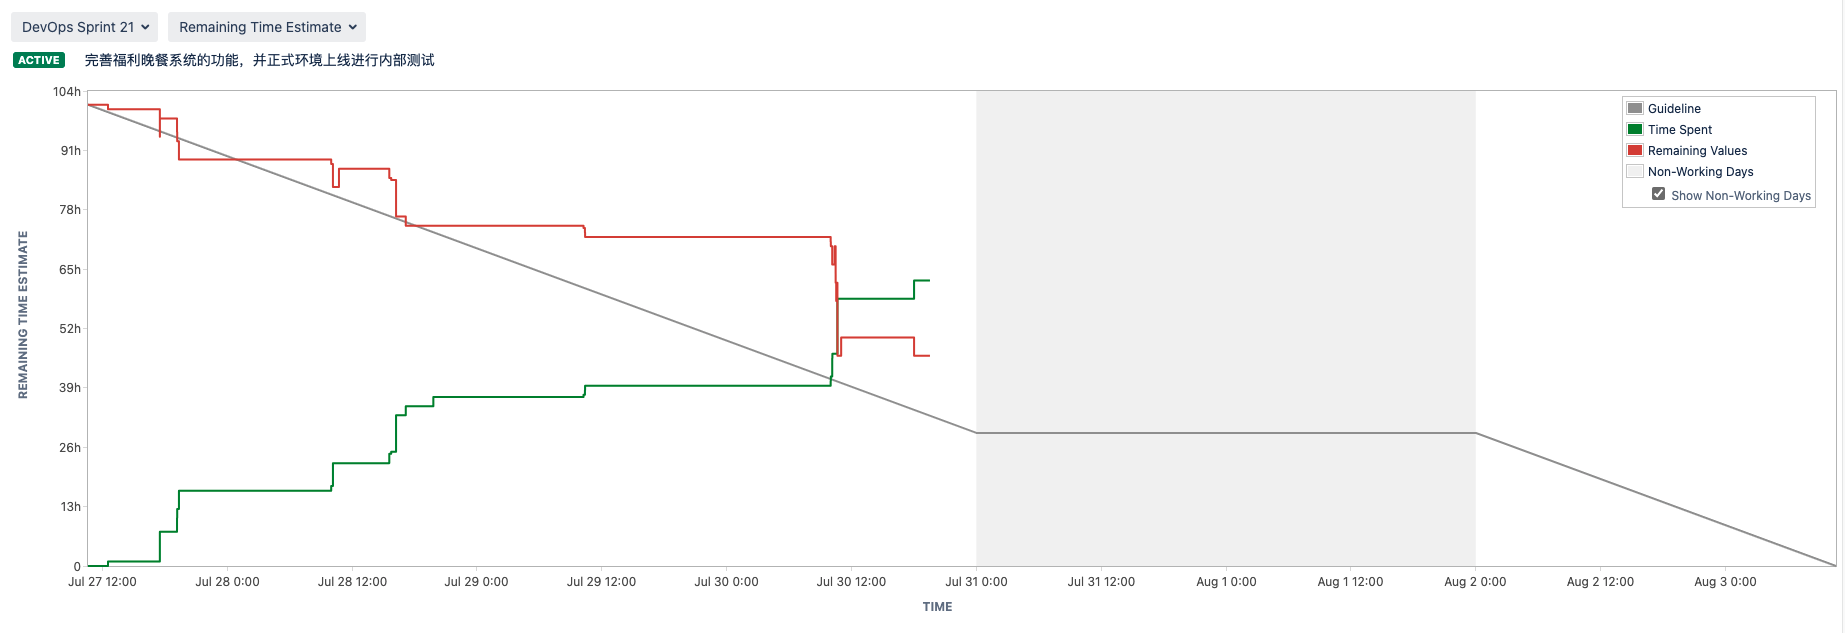 DevOps Sprint 21 Remaining Time Estimate
ACTIVE 完善福利晚餐系统的功能，并正式环境上线进行内部测试
104h
91h
78h
65h
52h
39h
26h
13h
0
REMAINING TIME ESTIMATE
Guideline
Time Spent
Remaining Values
Non-Working Days
Show Non-Working Days
Jul 27 12:00 Jul 28 0:00 Jul 28 12:00 Jul 29 0:00 Jul 29 12:00 Jul 30 0:00 Jul 30 12:00 Jul 31 0:00 Jul 31 12:00 Aug 1 0:00 Aug 1 12:00 Aug 2 0:00 Aug 2 12:00 Aug 3 0:00
TIME